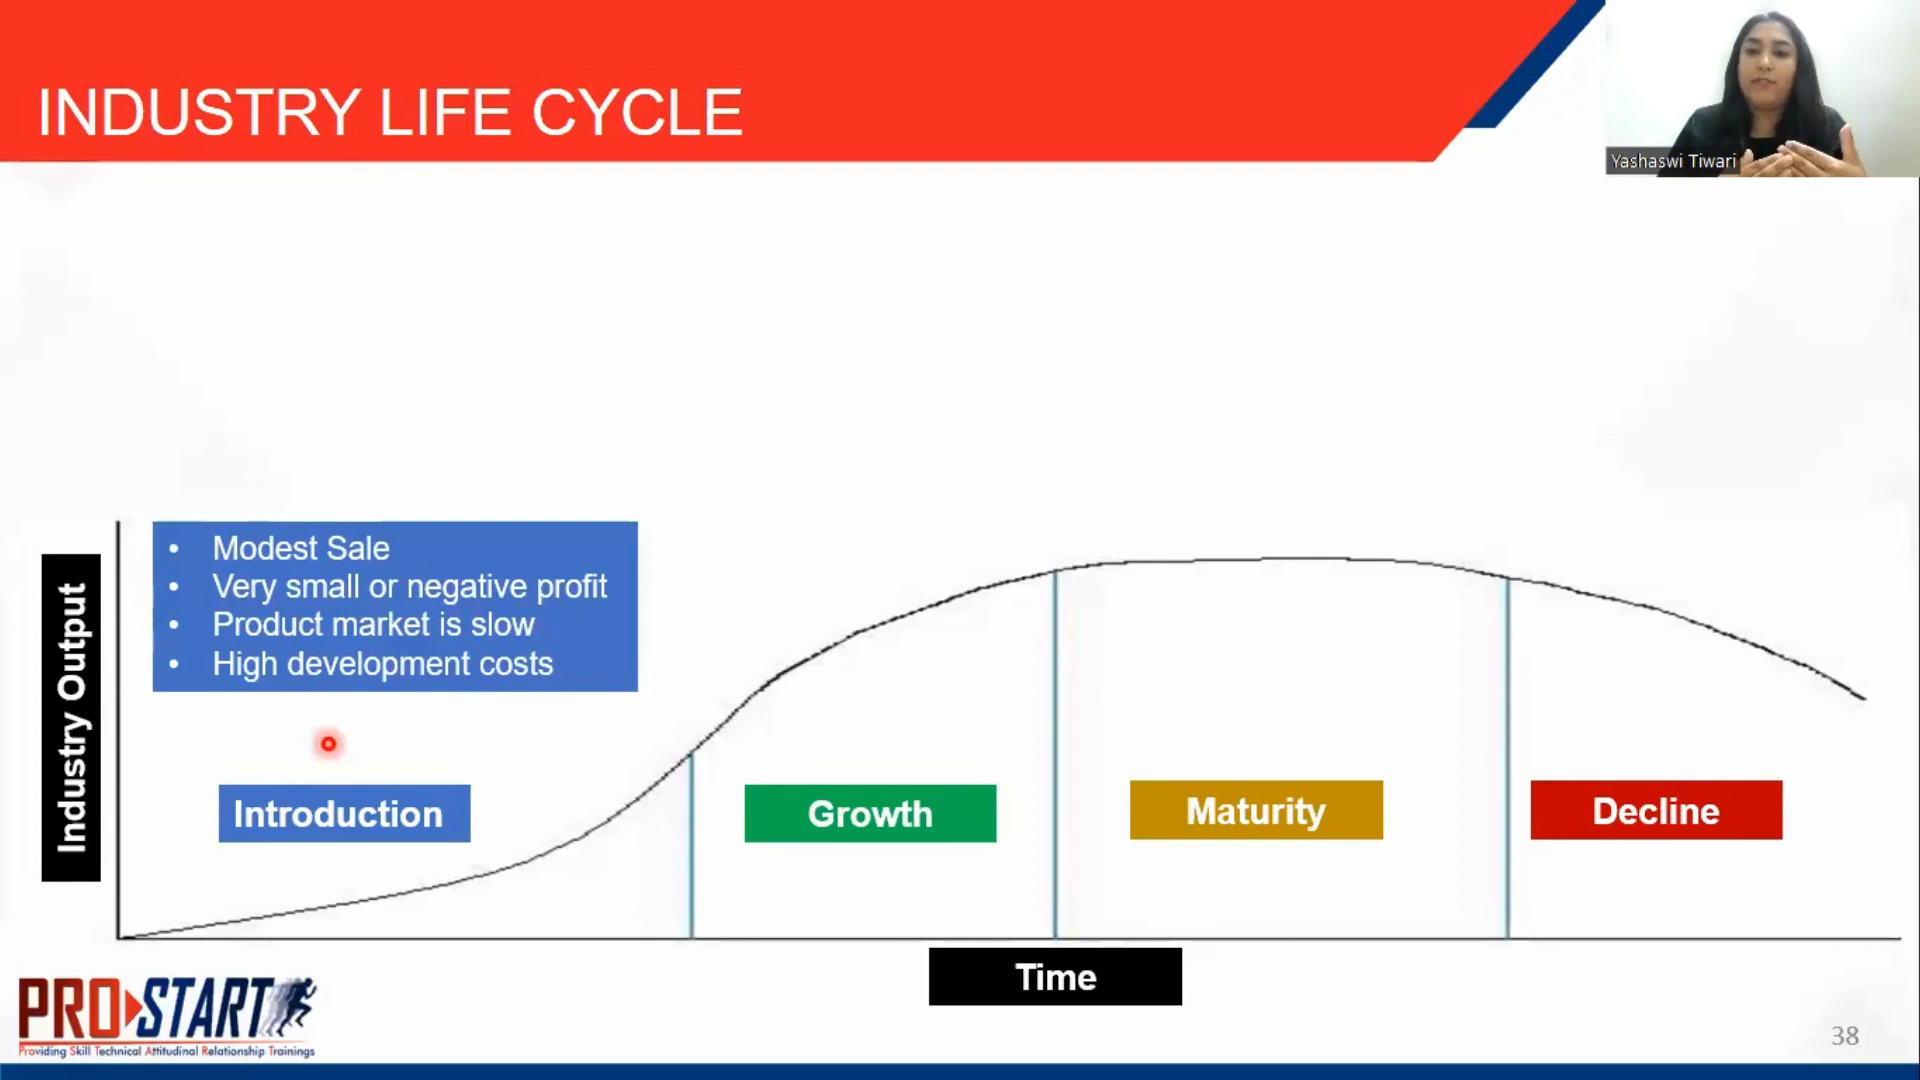 INDUSTRY LIFE CYCLE
Yashaswi Tiwari
• Modest Sale
• Very small or negative profit
• Product market is slow
• High development costs
Industry Output
Introduction
Growth
Maturity
Decline
Time
PRO START
Providing Skill Technical Attitudinal Relationship Trainings
38